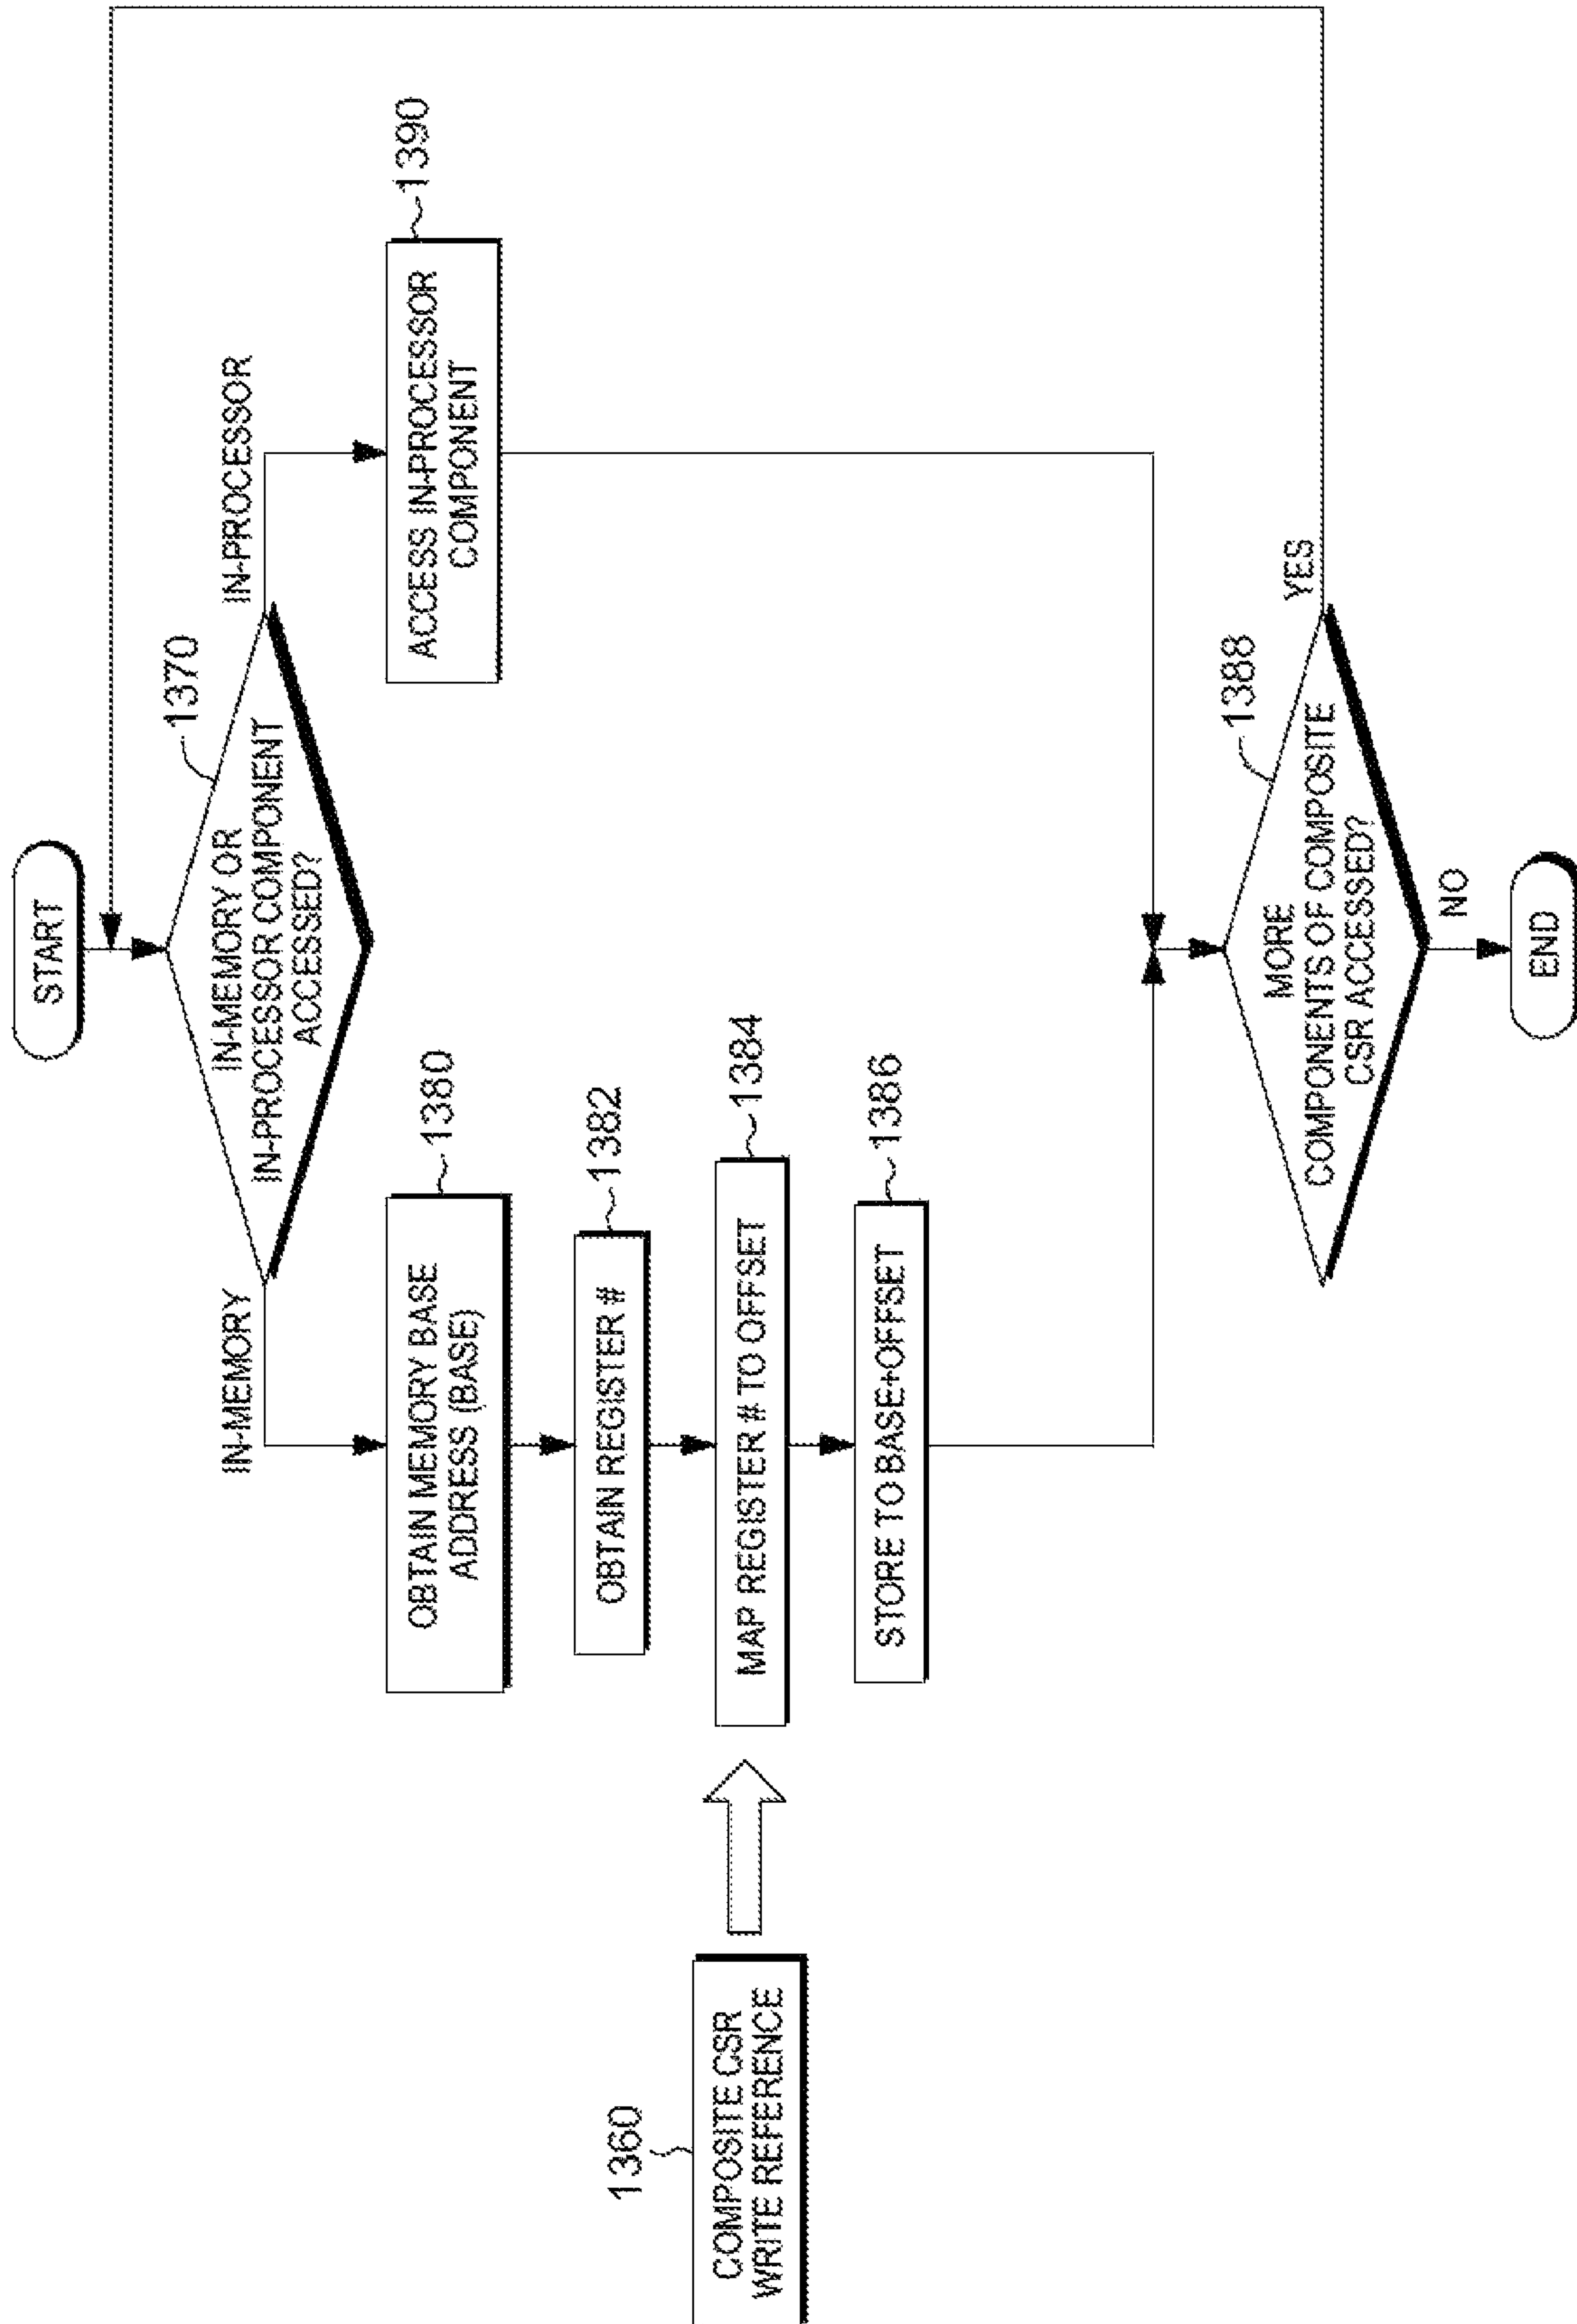 1360
COMPOSITE CSR
WRITE REFERENCE
START
IN-MEMORY OR
IN-PROCESSOR COMPONENT
ACCESSED?
1370
IN-MEMORY
IN-PROCESSOR
OBTAIN MEMORY BASE
ADDRESS (BASE)
1380
OBTAIN REGISTER #
1382
MAP REGISTER # TO OFFSET
1384
STORE TO BASE+OFFSET
1386
ACCESS IN-PROCESSOR
COMPONENT
1390
MORE
COMPONENTS OF COMPOSITE
CSR ACCESSED?
1388
YES
NO
END